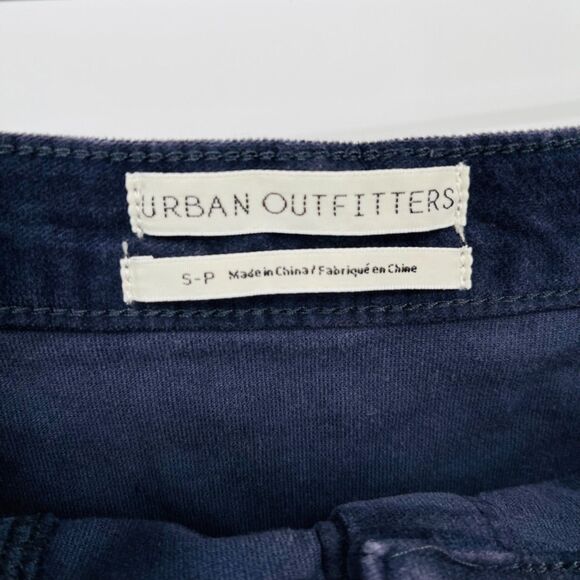 URBAN OUTFITTERS
S-P Made in China / Fabriqué en Chine